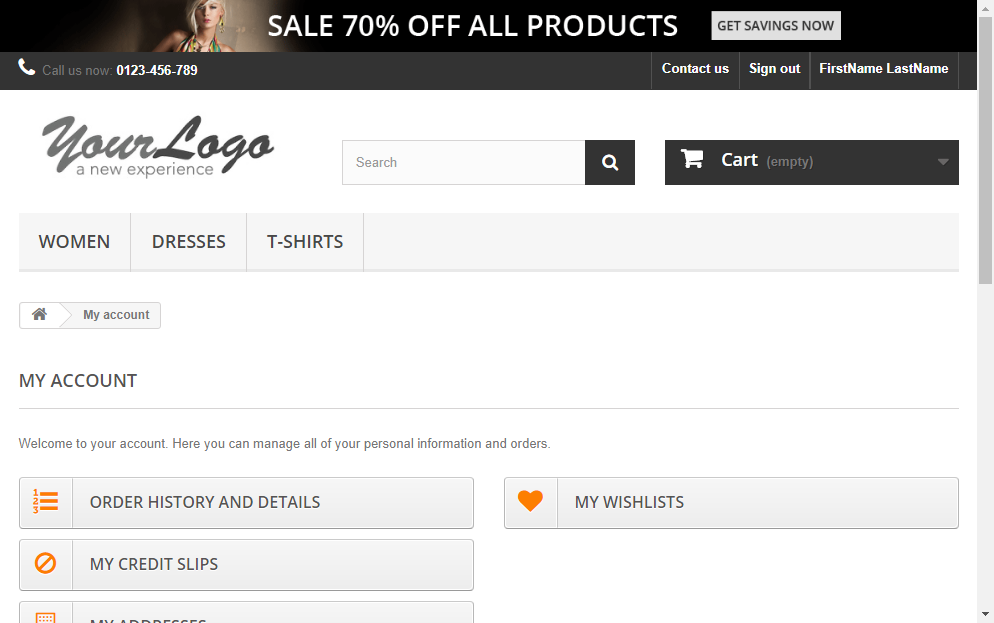 SALE 70% OFF ALL PRODUCTS
GET SAVINGS NOW
Call us now: 0123-456-789
Contact us
Sign out
FirstName LastName
YourLogo
a new experience
Search
Cart (empty)
WOMEN
DRESSES
T-SHIRTS
My account
MY ACCOUNT
Welcome to your account. Here you can manage all of your personal information and orders.
ORDER HISTORY AND DETAILS
MY WISHLISTS
MY CREDIT SLIPS
MY ADDRESSES